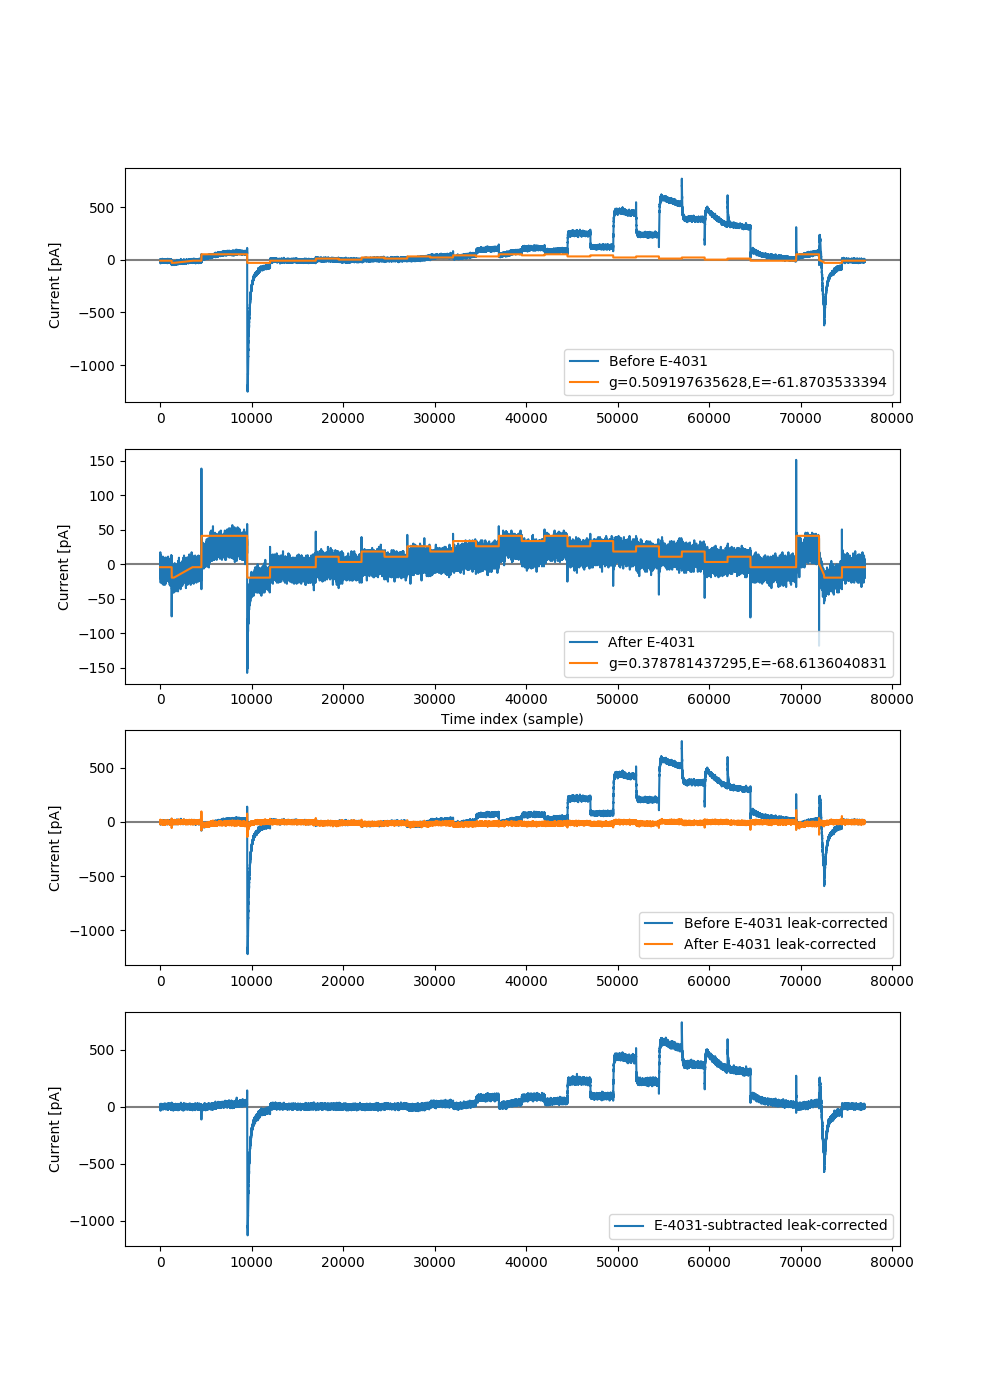 500
0
−500
−1000
Current [pA]
Before E-4031
g=0.509197635628,E=-61.8703533394
0 10000 20000 30000 40000 50000 60000 70000 80000
150
100
50
0
−50
−100
−150
Current [pA]
After E-4031
g=0.378781437295,E=-68.6136040831
0 10000 20000 30000 40000 50000 60000 70000 80000
Time index (sample)
500
0
−500
−1000
Current [pA]
Before E-4031 leak-corrected
After E-4031 leak-corrected
0 10000 20000 30000 40000 50000 60000 70000 80000
500
0
−500
−1000
Current [pA]
E-4031-subtracted leak-corrected
0 10000 20000 30000 40000 50000 60000 70000 80000